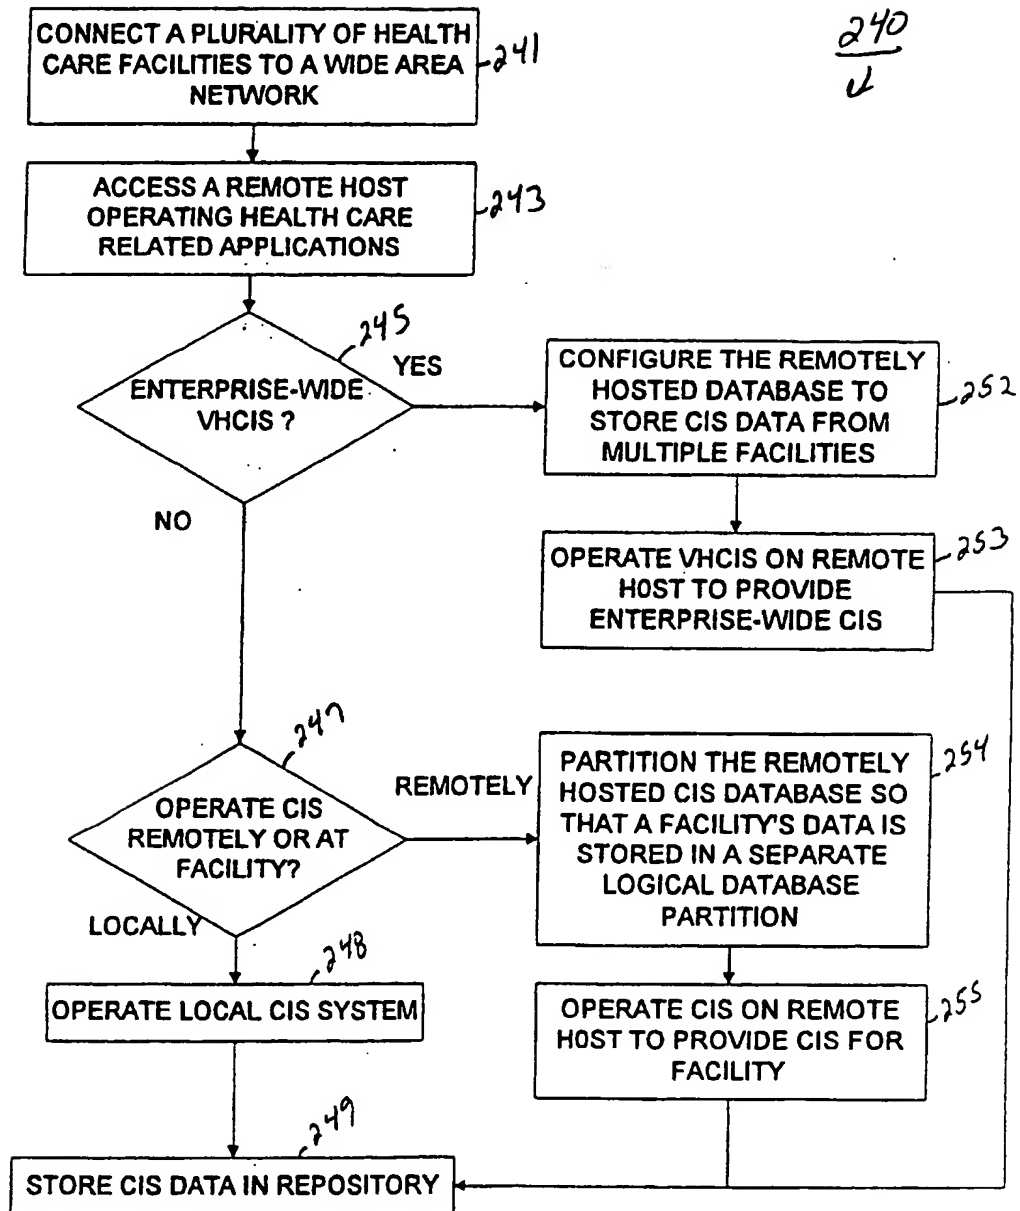 240
CONNECT A PLURALITY OF HEALTH
CARE FACILITIES TO A WIDE AREA
NETWORK
241
ACCESS A REMOTE HOST
OPERATING HEALTH CARE
RELATED APPLICATIONS
243
ENTERPRISE-WIDE
VHCIS ?
245
YES
NO
CONFIGURE THE REMOTELY
HOSTED DATABASE TO
STORE CIS DATA FROM
MULTIPLE FACILITIES
252
OPERATE VHCIS ON REMOTE
HOST TO PROVIDE
ENTERPRISE-WIDE CIS
253
OPERATE CIS
REMOTELY OR AT
FACILITY?
247
REMOTELY
LOCALLY
PARTITION THE REMOTELY
HOSTED CIS DATABASE SO
THAT A FACILITY'S DATA IS
STORED IN A SEPARATE
LOGICAL DATABASE
PARTITION
254
OPERATE LOCAL CIS SYSTEM
248
OPERATE CIS ON REMOTE
HOST TO PROVIDE CIS FOR
FACILITY
255
STORE CIS DATA IN REPOSITORY
249